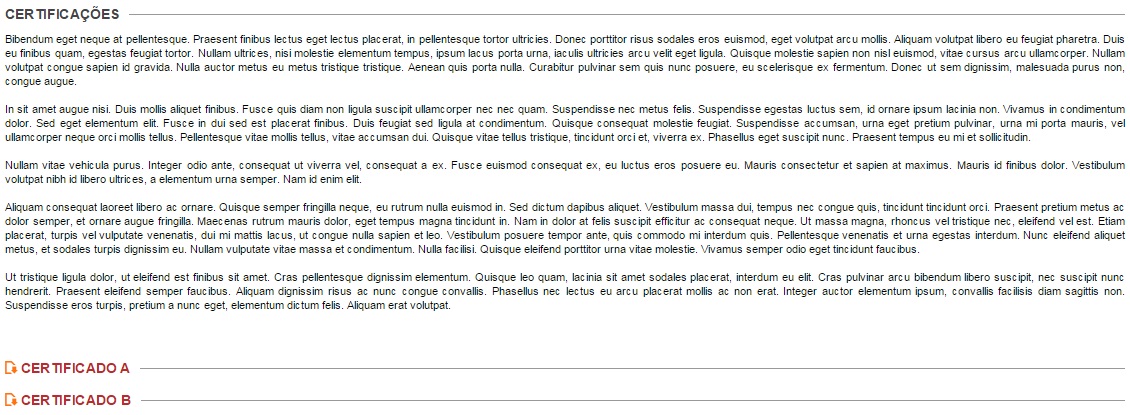 CERTIFICAÇÕES
Bibendum eget neque at pellentesque. Praesent finibus lectus eget lectus placerat, in pellentesque tortor ultricies. Donec porttitor risus sodales eros euismod, eget volutpat arcu mollis. Aliquam volutpat libero eu feugiat pharetra. Duis
eu finibus quam, egestas feugiat tortor. Nullam ultrices, nisi molestie elementum tempus, ipsum lacus porta urna, iaculis ultricies arcu velit eget ligula. Quisque molestie sapien non nisl euismod, vitae cursus arcu ullamcorper. Nullam
volutpat congue sapien id gravida. Nulla auctor metus eu metus tristique tristique. Aenean quis porta nulla. Curabitur pulvinar sem quis nunc posuere, eu scelerisque ex fermentum. Donec ut sem dignissim, malesuada purus non,
congue augue.
In sit amet augue nisi. Duis mollis aliquet finibus. Fusce quis diam non ligula suscipit ullamcorper nec nec quam. Suspendisse nec metus felis. Suspendisse egestas luctus sem, id ornare ipsum lacinia non. Vivamus in condimentum
dolor. Sed eget elementum elit. Fusce in dui sed est placerat finibus. Duis feugiat sed ligula at condimentum. Quisque consequat molestie feugiat. Suspendisse accumsan, urna eget pretium pulvinar, urna mi porta mauris, vel
ullamcorper neque orci mollis tellus. Pellentesque vitae mollis tellus, vitae accumsan dui. Quisque vitae tellus tristique, tincidunt orci et, viverra ex. Phasellus eget suscipit nunc. Praesent tempus eu mi et sollicitudin.
Nullam vitae vehicula purus. Integer odio ante, consequat ut viverra vel, consequat a ex. Fusce euismod consequat ex, eu luctus eros posuere eu. Mauris consectetur et sapien at maximus. Mauris id finibus dolor. Vestibulum
volutpat nibh id libero ultrices, a elementum urna semper. Nam id enim elit.
Aliquam consequat laoreet libero ac ornare. Quisque semper fringilla neque, eu rutrum nulla euismod in. Sed dictum dapibus aliquet. Vestibulum massa dui, tempus nec congue quis, tincidunt tincidunt orci. Praesent pretium metus ac
dolor semper, et ornare augue fringilla. Maecenas rutrum mauris dolor, eget tempus magna tincidunt in. Nam in dolor at felis suscipit efficitur ac consequat neque. Ut massa magna, rhoncus vel tristique nec, eleifend vel est. Etiam
placerat, turpis vel vulputate venenatis, dui mi mattis lacus, ut congue nulla sapien et leo. Vestibulum posuere tempor ante, quis commodo mi interdum quis. Pellentesque venenatis et urna egestas interdum. Nunc eleifend aliquet
metus, et sodales turpis dignissim eu. Nullam vulputate vitae massa et condimentum. Nulla facilisi. Quisque eleifend porttitor urna vitae molestie. Vivamus semper odio eget tincidunt faucibus.
Ut tristique ligula dolor, ut eleifend est finibus sit amet. Cras pellentesque dignissim elementum. Quisque leo quam, lacinia sit amet sodales placerat, interdum eu elit. Cras pulvinar arcu bibendum libero suscipit, nec suscipit nunc
hendrerit. Praesent eleifend semper faucibus. Aliquam dignissim risus ac nunc congue convallis. Phasellus nec lectus eu arcu placerat mollis ac non erat. Integer auctor elementum ipsum, convallis facilisis diam sagittis non.
Suspendisse eros turpis, pretium a nunc eget, elementum dictum felis. Aliquam erat volutpat.
CERTIFICADO A
CERTIFICADO B